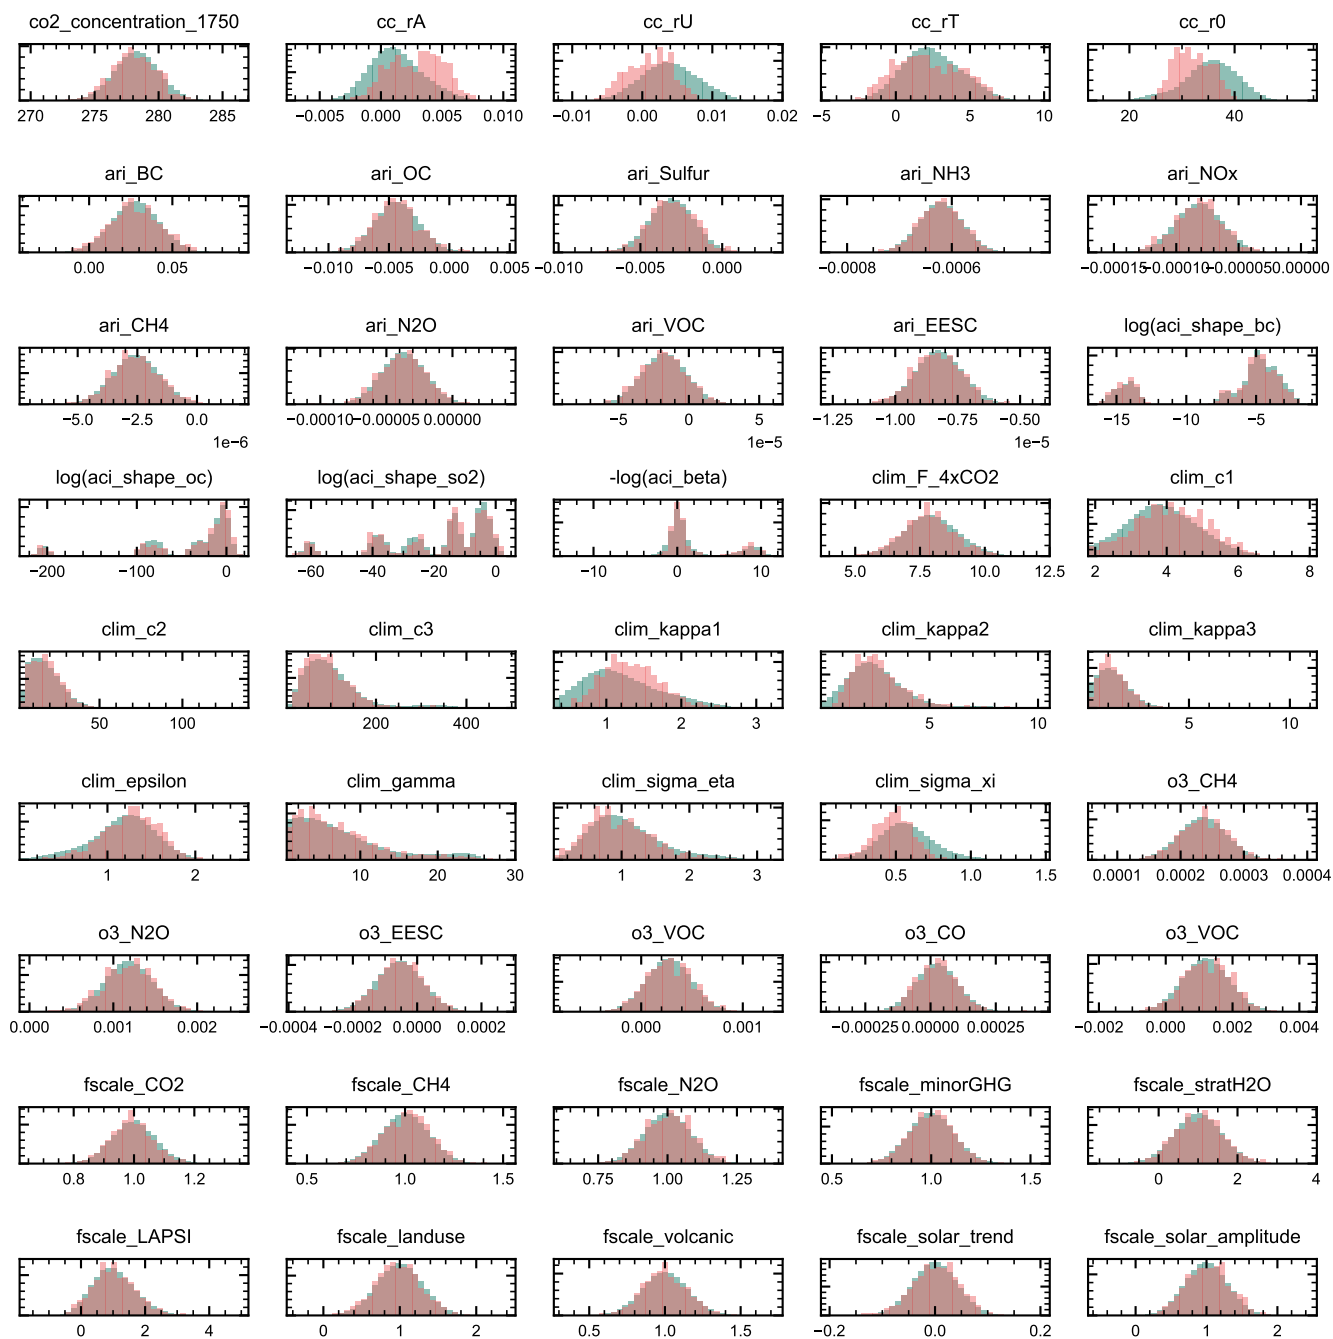 co2_concentration_1750 cc_rA cc_rU cc_rT cc_r0
270 275 280 285 −0.005 0.000 0.005 0.010 −0.01 0.00 0.01 0.02 −5 0 5 10 20 40
ari_BC ari_OC ari_Sulfur ari_NH3 ari_NOx
0.00 0.05 −0.010 −0.005 0.000 0.005 −0.010 −0.005 0.000 −0.0008 −0.0006 −0.00015 −0.00010 −0.00005 0.00000
ari_CH4 ari_N2O ari_VOC ari_EESC log(aci_shape_bc)
−5.0 −2.5 0.0 −0.00010 −0.00005 0.00000 −5 0 5 −1.25 −1.00 −0.75 −0.50 −15 −10 −5
1e−6 1e−5 1e−5
log(aci_shape_oc) log(aci_shape_so2) -log(aci_beta) clim_F_4xCO2 clim_c1
−200 −100 0 −60 −40 −20 0 −10 0 10 5.0 7.5 10.0 12.5 2 4 6 8
clim_c2 clim_c3 clim_kappa1 clim_kappa2 clim_kappa3
50 100 200 400 1 2 3 5 10 5 10
clim_epsilon clim_gamma clim_sigma_eta clim_sigma_xi o3_CH4
1 2 0 10 20 30 1 2 3 0.5 1.0 1.5 0.0001 0.0002 0.0003 0.0004
o3_N2O o3_EESC o3_VOC o3_CO o3_VOC
0.000 0.001 0.002 −0.0004 −0.0002 0.0000 0.0002 0.000 0.001 −0.00025 0.00000 0.00025 −0.002 0.000 0.002 0.004
fscale_CO2 fscale_CH4 fscale_N2O fscale_minorGHG fscale_stratH2O
0.8 1.0 1.2 0.5 1.0 1.5 0.75 1.00 1.25 0.5 1.0 1.5 0 2 4
fscale_LAPSI fscale_landuse fscale_volcanic fscale_solar_trend fscale_solar_amplitude
0 2 4 0 1 2 0.5 1.0 1.5 −0.2 0.0 0.2 0 1 2